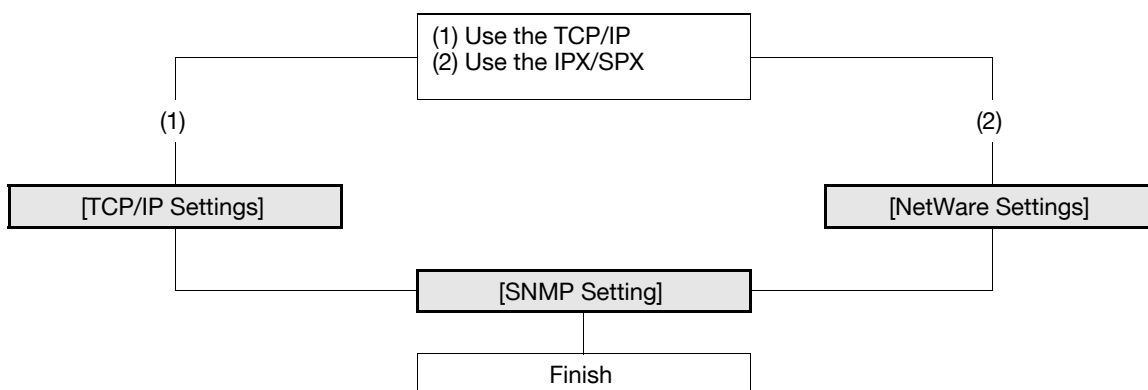 (1) Use the TCP/IP
(2) Use the IPX/SPX
(1)
(2)
[TCP/IP Settings]
[NetWare Settings]
[SNMP Setting]
Finish